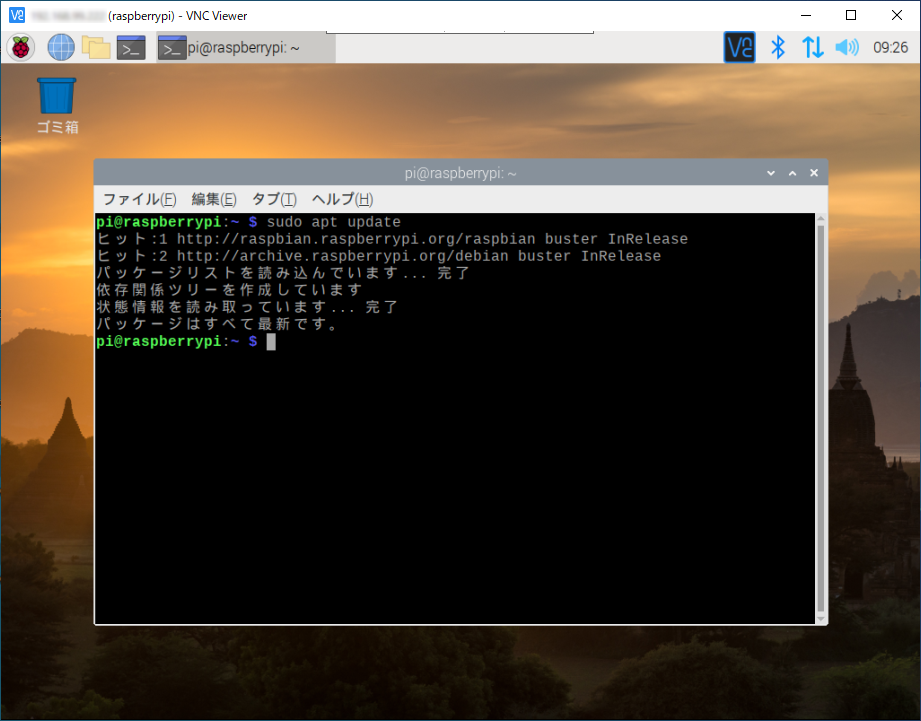 (raspberrypi) - VNC Viewer
pi@raspberrypi: ~
09:26
ゴミ箱
pi@raspberrypi: ~
ファイル(F) 編集(E) タブ(T) ヘルプ(H)
pi@raspberrypi:~ $ sudo apt update
ヒット:1 http://raspbian.raspberrypi.org/raspbian buster InRelease
ヒット:2 http://archive.raspberrypi.org/debian buster InRelease
パッケージリストを読み込んでいます... 完了
依存関係ツリーを作成しています
状態情報を読み取っています... 完了
パッケージはすべて最新です。
pi@raspberrypi:~ $